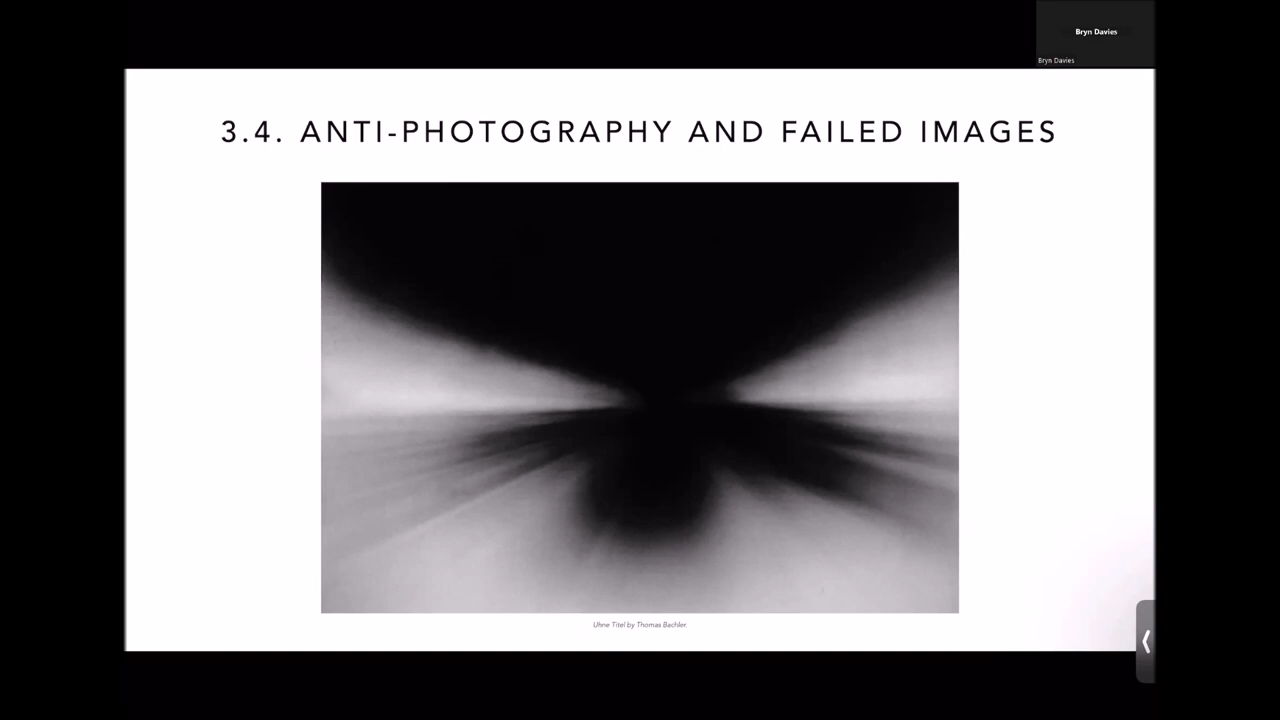 Bryn Davies
Bryn Davies
3.4. ANTI-PHOTOGRAPHY AND FAILED IMAGES
Uhne Titel by Thomas Bachler